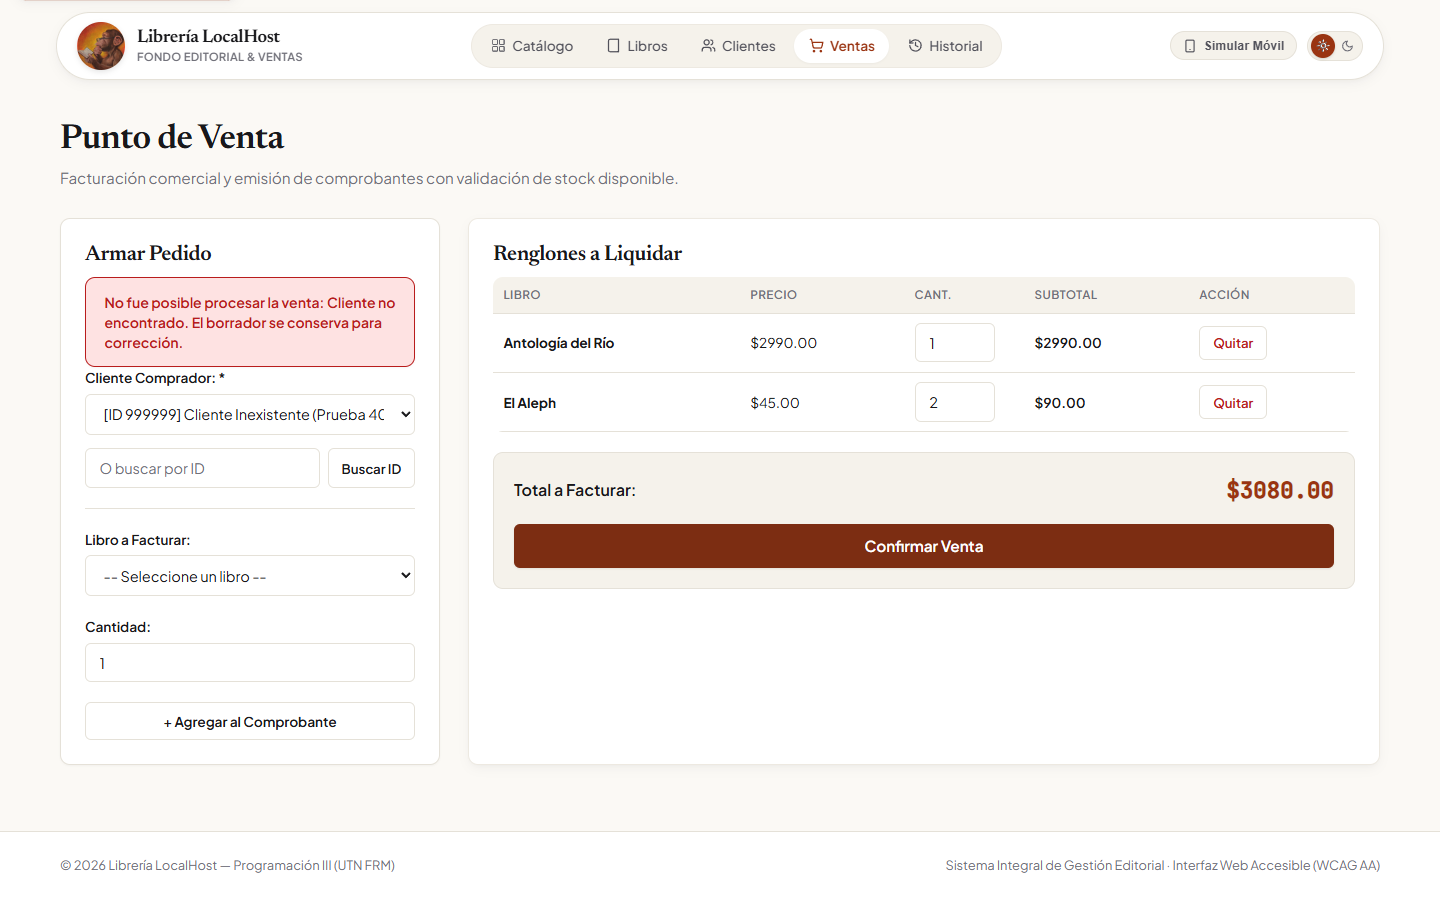 Librería LocalHost
FONDO EDITORIAL & VENTAS
Catálogo
Libros
Clientes
Ventas
Historial
Simular Móvil
Punto de Venta
Facturación comercial y emisión de comprobantes con validación de stock disponible.
Armar Pedido
No fue posible procesar la venta: Cliente no
encontrado. El borrador se conserva para
corrección.
Cliente Comprador: *
[ID 999999] Cliente Inexistente (Prueba 40
O buscar por ID
Buscar ID
Libro a Facturar:
-- Seleccione un libro --
Cantidad:
1
+ Agregar al Comprobante
Renglones a Liquidar
LIBRO PRECIO CANT. SUBTOTAL ACCIÓN
Antología del Río $2990.00 1 $2990.00 Quitar
El Aleph $45.00 2 $90.00 Quitar
Total a Facturar: $3080.00
Confirmar Venta
© 2026 Librería LocalHost — Programación III (UTN FRM)
Sistema Integral de Gestión Editorial · Interfaz Web Accesible (WCAG AA)